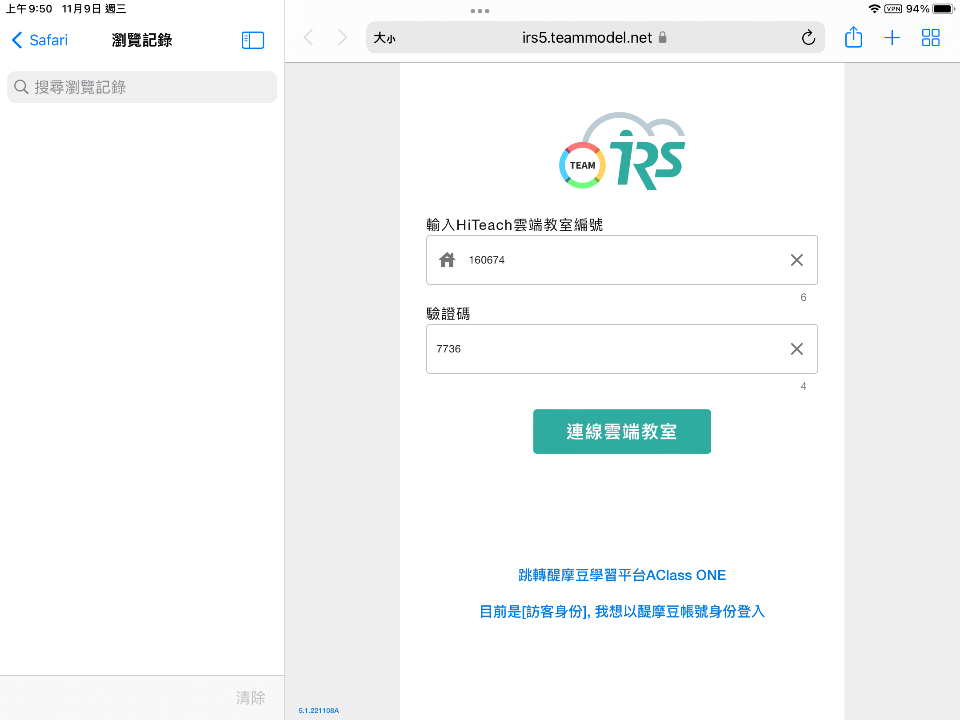 上午9:50 11月9日 週三
VPN 94%
Safari
瀏覽記錄
搜尋瀏覽記錄
清除
大小
irs5.teammodel.net
TEAM
iRS
輸入HiTeach雲端教室編號
160674
6
驗證碼
7736
4
連線雲端教室
跳轉醍摩豆學習平台AClass ONE
目前是[訪客身份], 我想以醍摩豆帳號身份登入
5.1.221108A